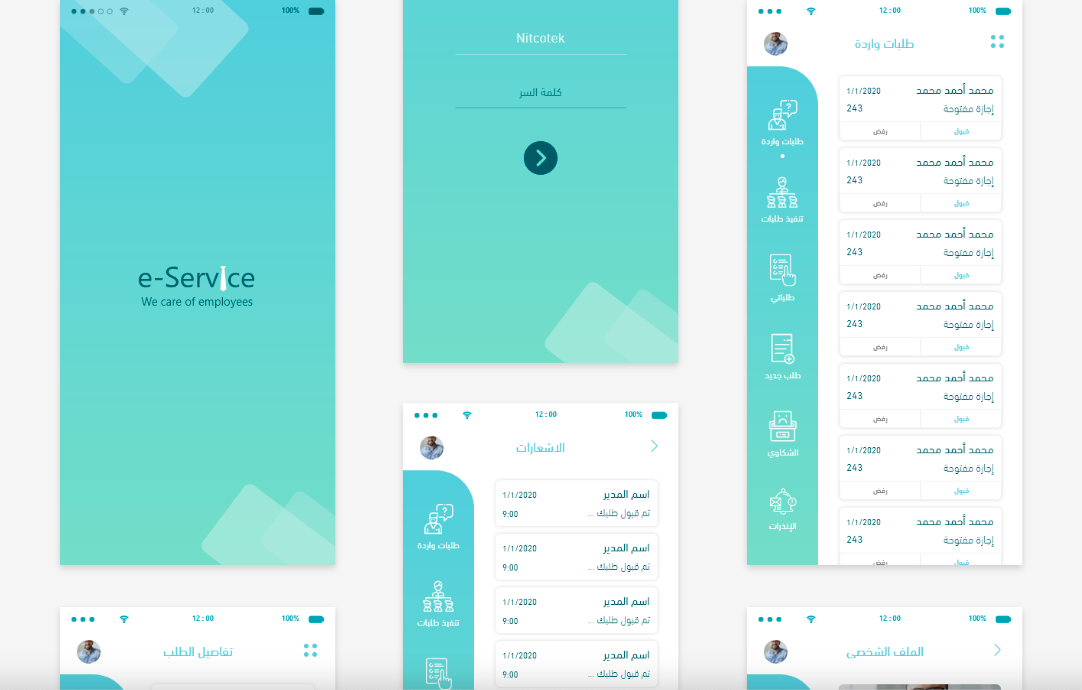 12:00
100%
e-Service
We care of employees
Nitcotek
كلمة السر
12:00
100%
طلبات واردة
طلبات واردة
تنفيذ طلبات
طلباتي
طلب جديد
الشكاوي
الإنذرات
محمد أحمد محمد
1/1/2020
إجازة مفتوحة
243
قبول
رفض
محمد أحمد محمد
1/1/2020
إجازة مفتوحة
243
قبول
رفض
محمد أحمد محمد
1/1/2020
إجازة مفتوحة
243
قبول
رفض
محمد أحمد محمد
1/1/2020
إجازة مفتوحة
243
قبول
رفض
محمد أحمد محمد
1/1/2020
إجازة مفتوحة
243
قبول
رفض
محمد أحمد محمد
1/1/2020
إجازة مفتوحة
243
قبول
رفض
محمد أحمد محمد
1/1/2020
إجازة مفتوحة
243
قبول
رفض
12:00
100%
الاشعارات
طلبات واردة
تنفيذ طلبات
اسم المدير
1/1/2020
تم قبول طلبك ...
9:00
اسم المدير
1/1/2020
تم قبول طلبك ...
9:00
اسم المدير
1/1/2020
تم قبول طلبك ...
9:00
اسم المدير
1/1/2020
تم قبول طلبك ...
9:00
12:00
100%
تفاصيل الطلب
12:00
100%
الملف الشخصى